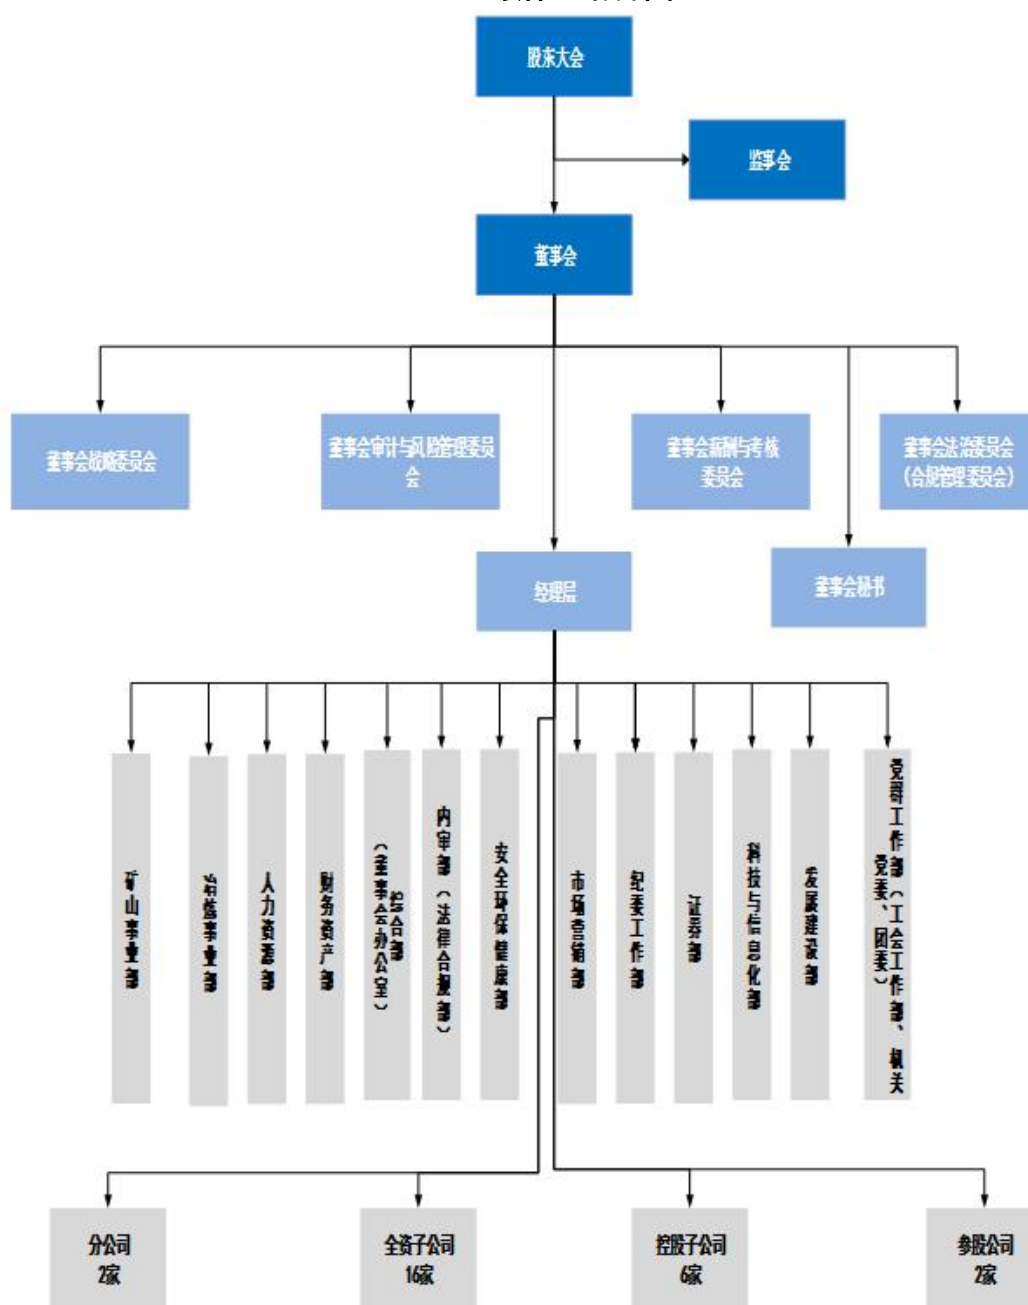 股东大会
监事会
董事会
董事会战略委员会
董事会审计与风险管理委员
会
董事会薪酬与考核
委员会
董事会法治委员会
(合规管理委员会)
经理层
董事会秘书
矿山事业部
冶炼事业部
人力资源部
财务资产部
综合部
(董事会办公室)
内审部(法律合规部)
安全环保健康部
市场营销部
纪委工作部
证券部
科技与信息化部
发展建设部
党群工作部(工会工作部、机关
党委、团委)
分公司
2家
全资子公司
16家
控股子公司
6家
参股公司
2家